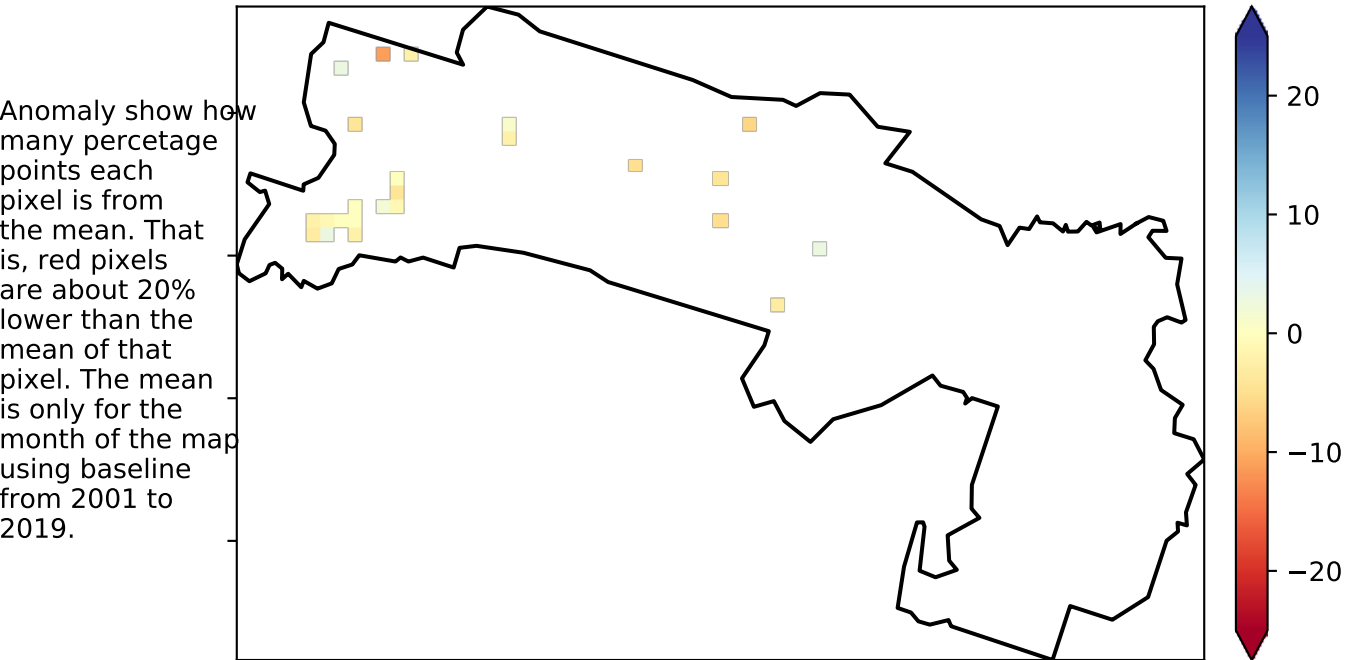 Anomaly show how
many percetage
points each
pixel is from
the mean. That
is, red pixels
are about 20%
lower than the
mean of that
pixel. The mean
is only for the
month of the map
using baseline
from 2001 to
2019.
20
10
0
−10
−20